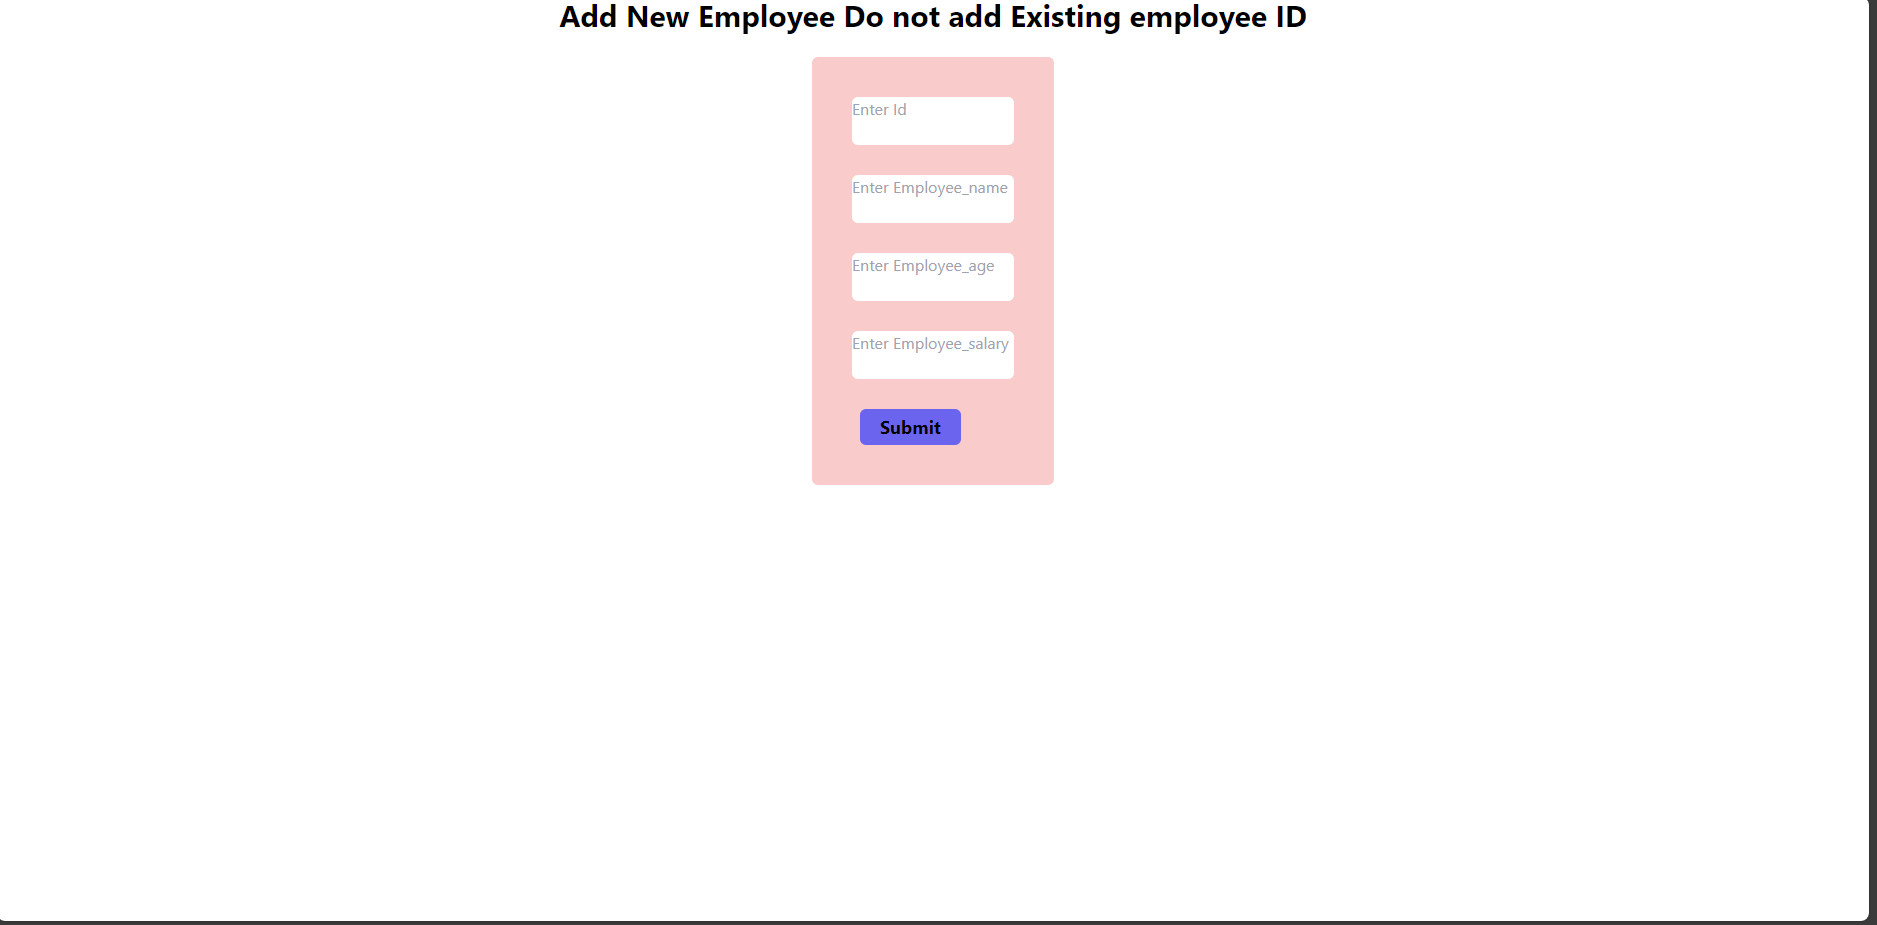 Add New Employee Do not add Existing employee ID
Enter Id
Enter Employee_name
Enter Employee_age
Enter Employee_salary
Submit